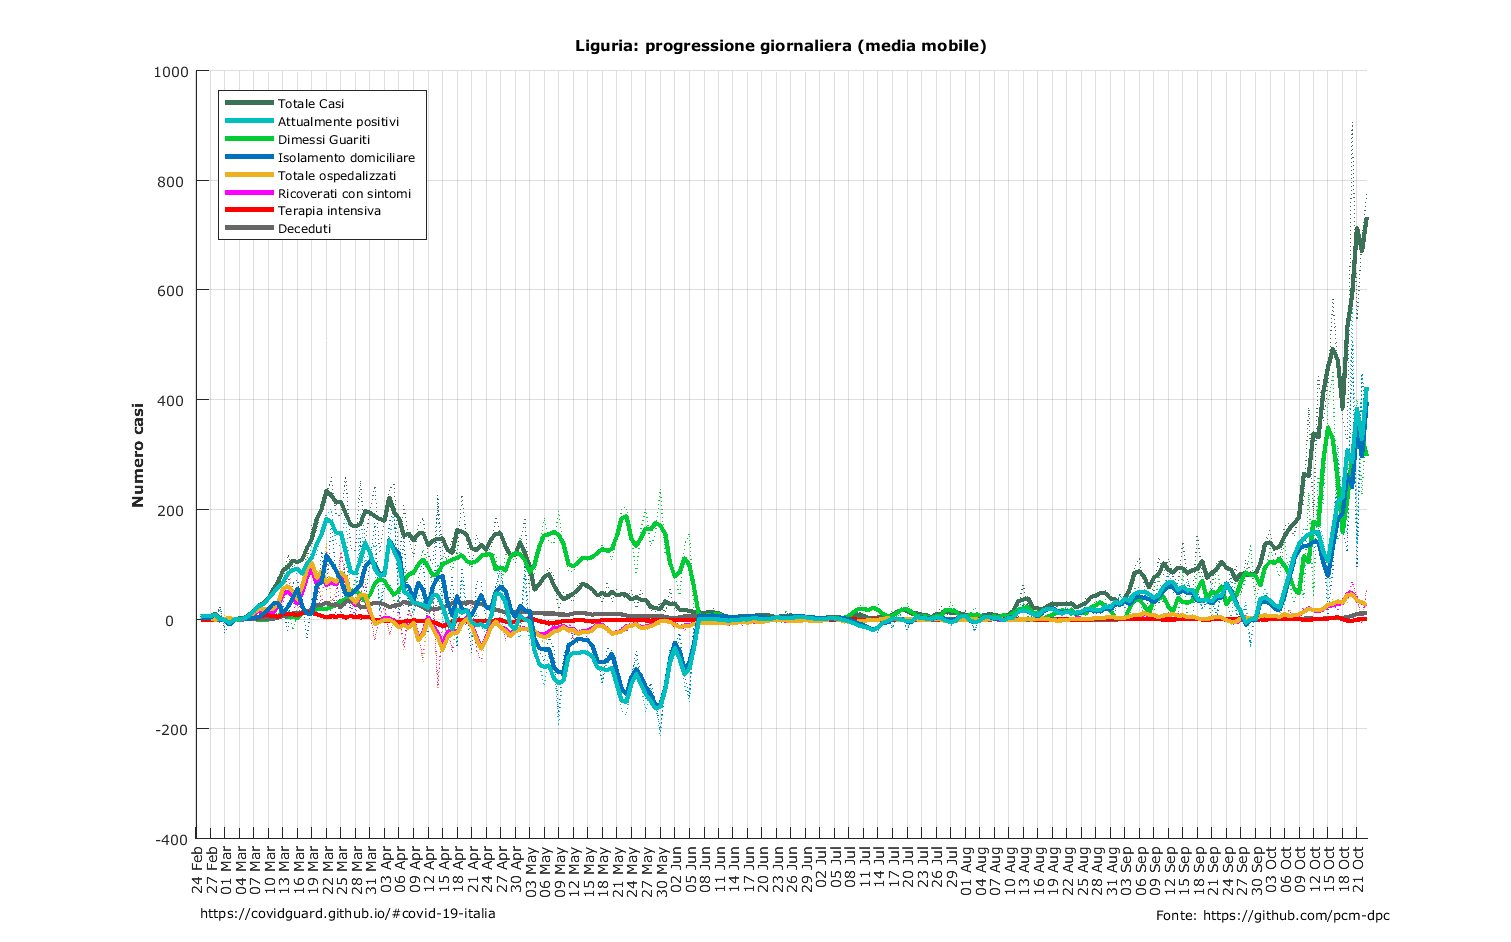 Liguria: progressione giornaliera (media mobile)
1000
800
600
400
200
0
-200
-400
Numero casi
Totale Casi
Attualmente positivi
Dimessi Guariti
Isolamento domiciliare
Totale ospedalizzati
Ricoverati con sintomi
Terapia intensiva
Deceduti
24 Feb
27 Feb
01 Mar
04 Mar
07 Mar
10 Mar
13 Mar
16 Mar
19 Mar
22 Mar
25 Mar
28 Mar
31 Mar
03 Apr
06 Apr
09 Apr
12 Apr
15 Apr
18 Apr
21 Apr
24 Apr
27 Apr
30 Apr
03 May
06 May
09 May
12 May
15 May
18 May
21 May
24 May
27 May
30 May
02 Jun
05 Jun
08 Jun
11 Jun
14 Jun
17 Jun
20 Jun
23 Jun
26 Jun
29 Jun
02 Jul
05 Jul
08 Jul
11 Jul
14 Jul
17 Jul
20 Jul
23 Jul
26 Jul
29 Jul
01 Aug
04 Aug
07 Aug
10 Aug
13 Aug
16 Aug
19 Aug
22 Aug
25 Aug
28 Aug
31 Aug
03 Sep
06 Sep
09 Sep
12 Sep
15 Sep
18 Sep
21 Sep
24 Sep
27 Sep
30 Sep
03 Oct
06 Oct
09 Oct
12 Oct
15 Oct
18 Oct
21 Oct
https://covidguard.github.io/#covid-19-italia
Fonte: https://github.com/pcm-dpc